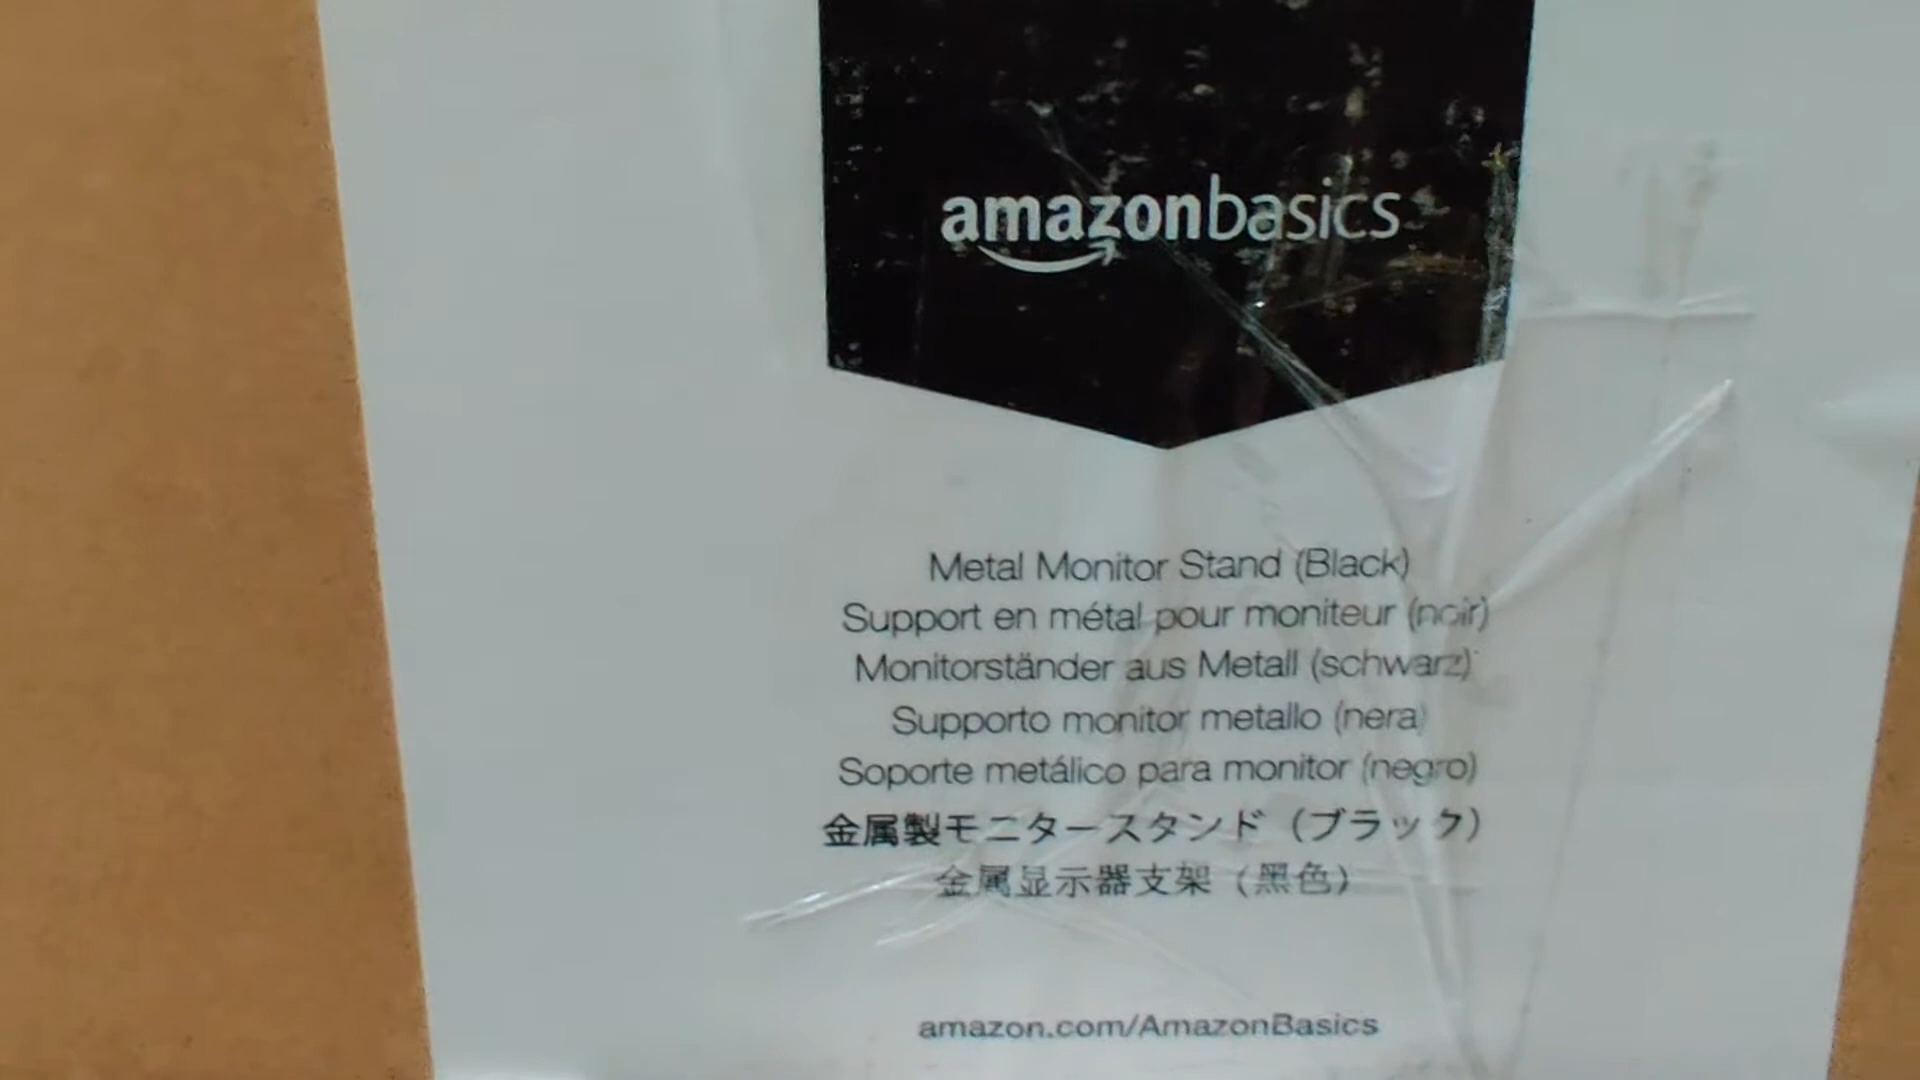 amazonbasics
Metal Monitor Stand (Black)
Support en métal pour moniteur (noir)
Monitorständer aus Metall (schwarz)
Supporto monitor metallo (nera)
Soporte metálico para monitor (negro)
金属製モニタースタンド（ブラック）
金属显示器支架（黑色）
amazon.com/AmazonBasics